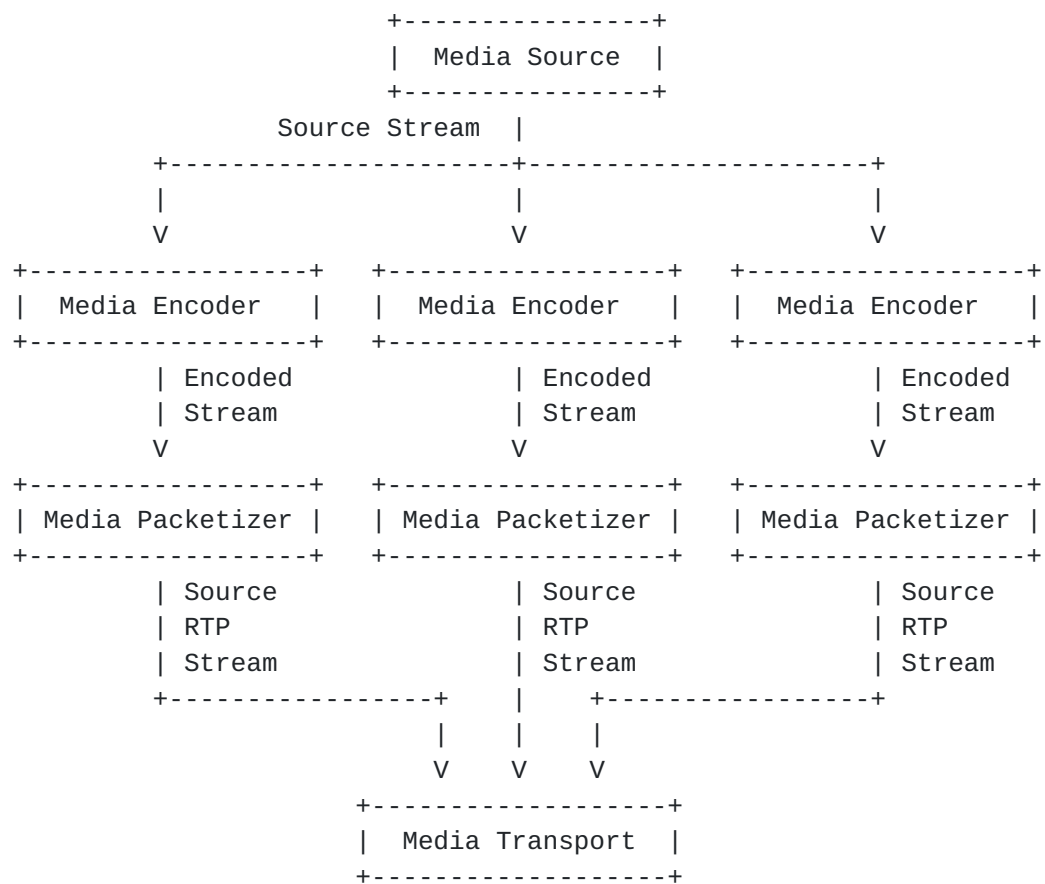 Media Source
Source Stream
Media Encoder Media Encoder Media Encoder
Encoded Encoded Encoded
Stream Stream Stream
Media Packetizer Media Packetizer Media Packetizer
Source Source Source
RTP RTP RTP
Stream Stream Stream
Media Transport